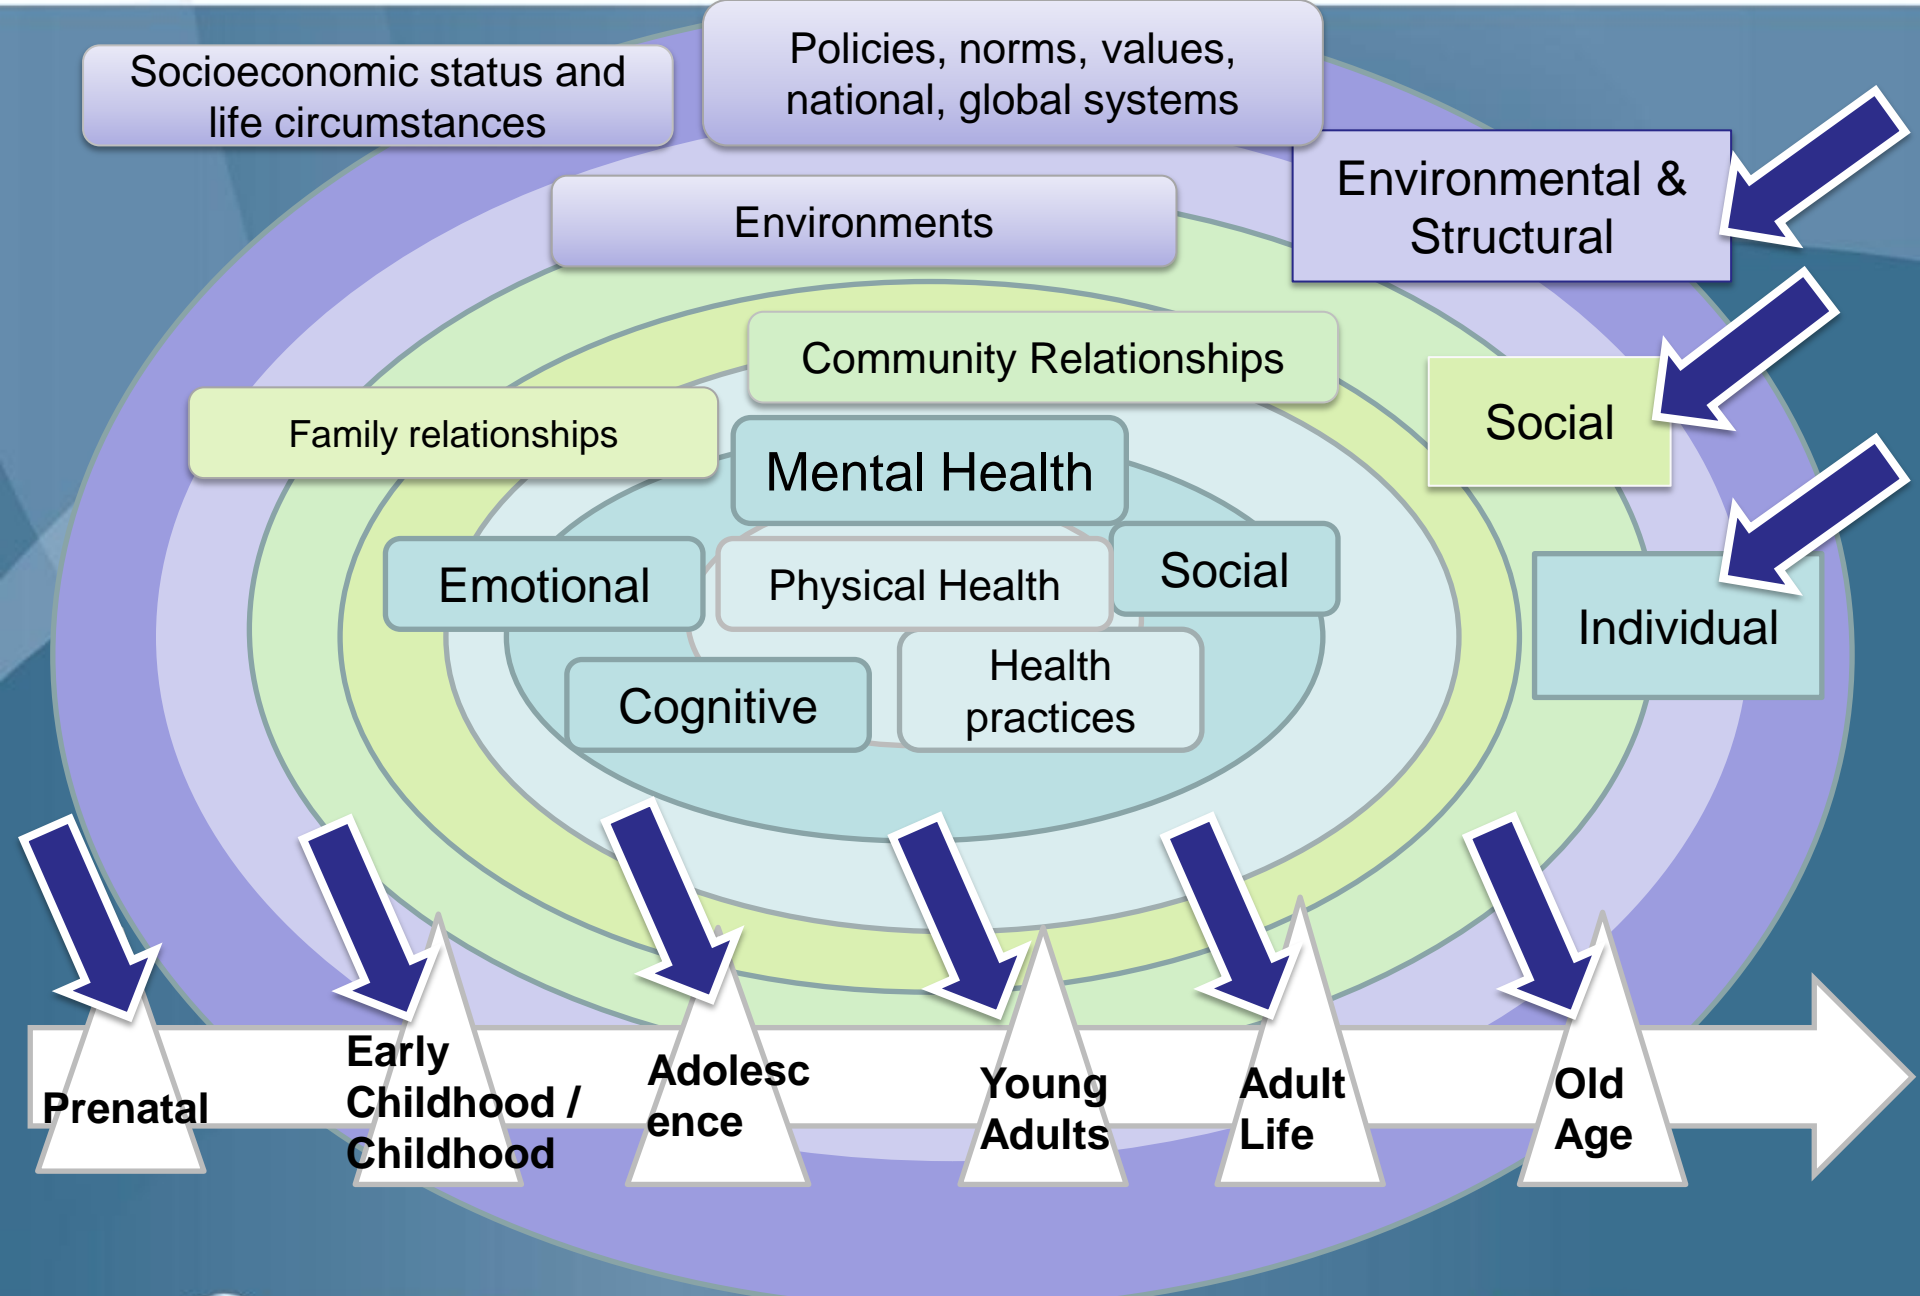 Policies, norms, values,
national, global systems
Socioeconomic status and
life circumstances
Environmental &
Structural
Environments
Community Relationships
Social
Family relationships
Mental Health
Emotional
Physical Health
Social
Individual
Cognitive
Health
practices
Prenatal
Early
Childhood /
Childhood
Adolesc
ence
Young
Adults
Adult
Life
Old
Age